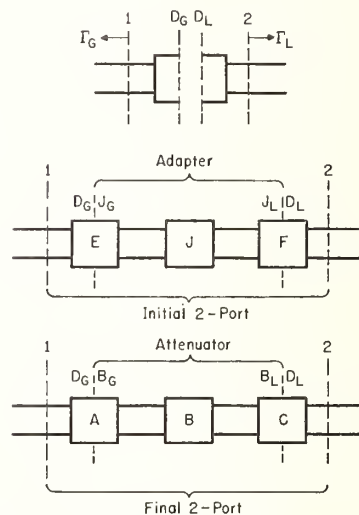 1 D_G D_L 2
Γ_G Γ_L
Adapter
1 2
D_G J_G J_L D_L
E J F
Initial 2-Port
Attenuator
1 2
D_G B_G B_L D_L
A B C
Final 2-Port